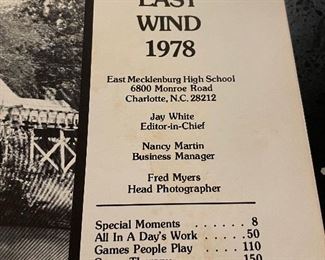 EAST
WIND
1978
East Mecklenburg High School
6800 Monroe Road
Charlotte, N.C. 28212
Jay White
Editor-in-Chief
Nancy Martin
Business Manager
Fred Myers
Head Photographer
Special Moments . . . . . . 8
All In A Day's Work . . . . 50
Games People Play . . . . 110
150